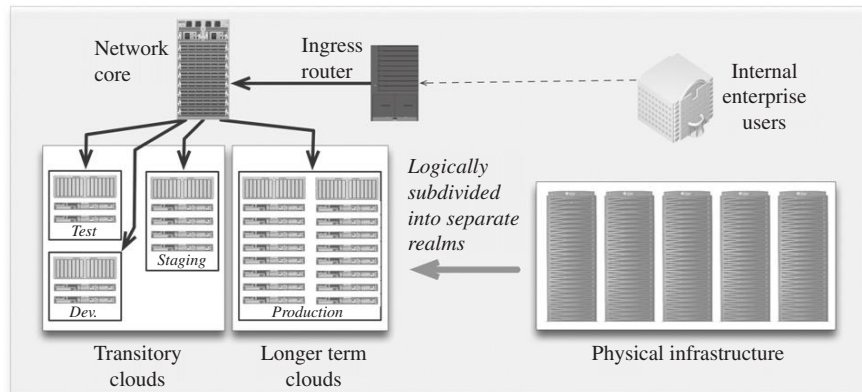 Network
core
Ingress
router
Internal
enterprise
users
Logically
subdivided
into separate
realms
Test
Staging
Dev.
Production
Transitory
clouds
Longer term
clouds
Physical infrastructure